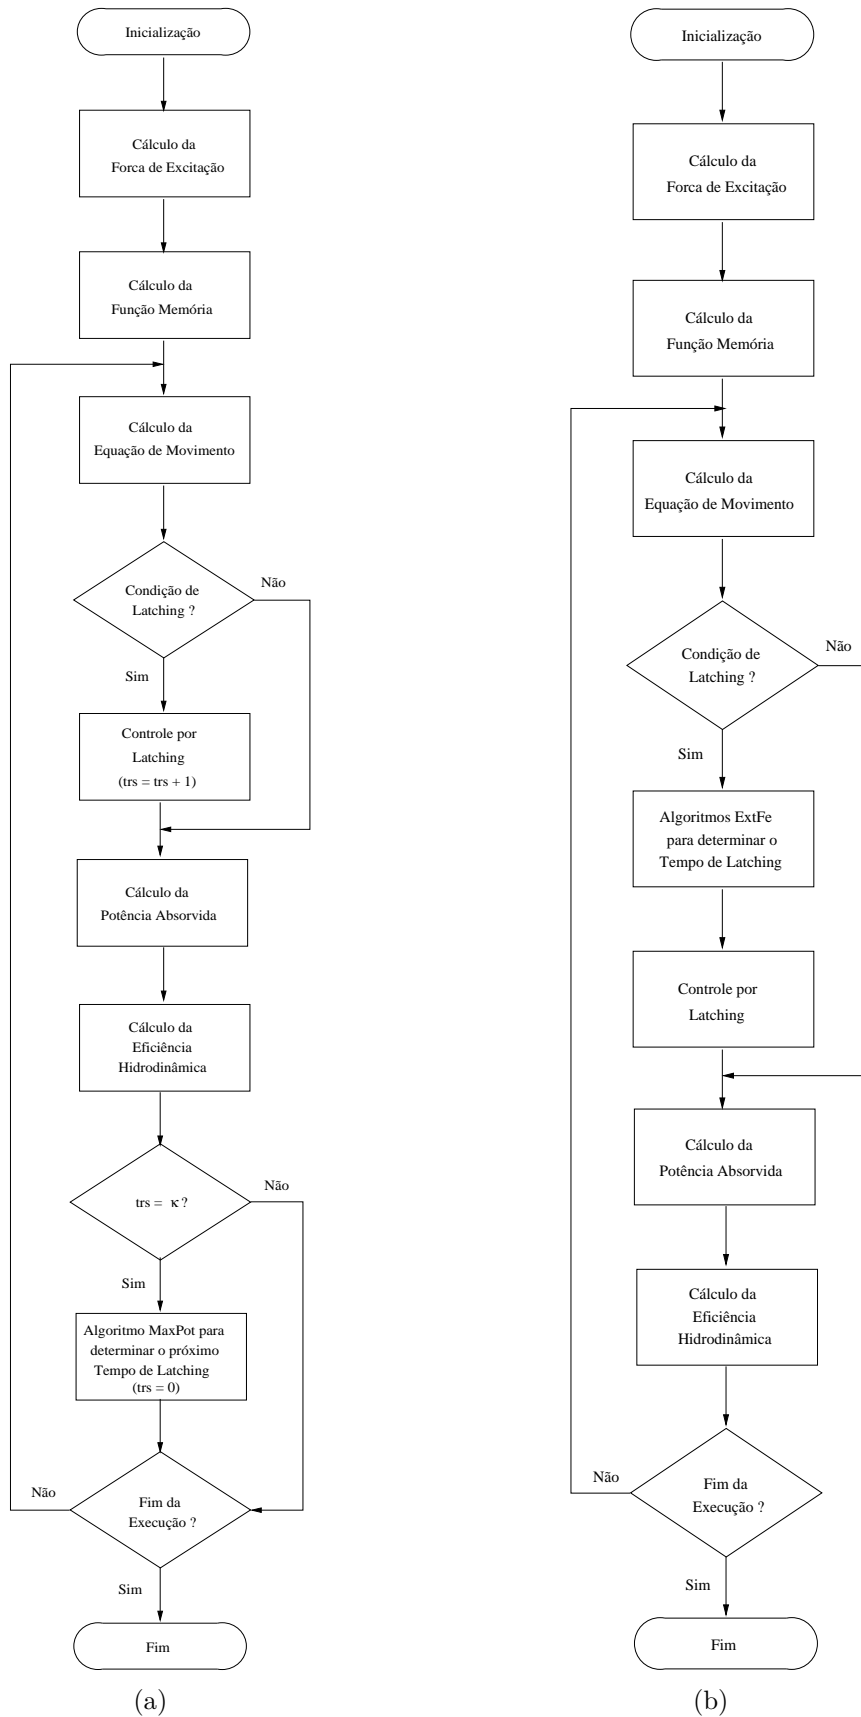 Inicialização
Cálculo da
Forca de Excitação
Cálculo da
Função Memória
Cálculo da
Equação de Movimento
Condição de
Latching ?
Não
Sim
Controle por
Latching
(trs = trs + 1)
Cálculo da
Potência Absorvida
Cálculo da
Eficiência
Hidrodinâmica
trs = κ ?
Não
Sim
Algoritmo MaxPot para
determinar o próximo
Tempo de Latching
(trs = 0)
Não
Fim da
Execução ?
Sim
Fim
(a)
Inicialização
Cálculo da
Forca de Excitação
Cálculo da
Função Memória
Cálculo da
Equação de Movimento
Condição de
Latching ?
Não
Sim
Algoritmos ExtFe
para determinar o
Tempo de Latching
Controle por
Latching
Cálculo da
Potência Absorvida
Cálculo da
Eficiência
Hidrodinâmica
Não
Fim da
Execução ?
Sim
Fim
(b)